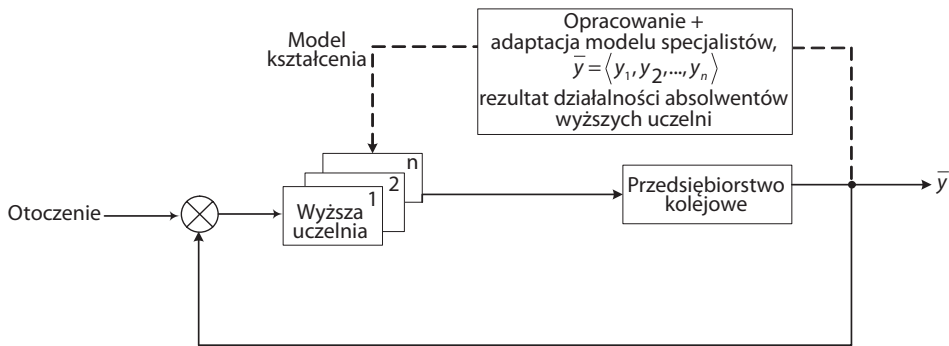 Opracowanie +
adaptacja modelu specjalistów,
y̅ = ⟨y₁, y₂,..., yₙ⟩
rezultat działalności absolwentów
wyższych uczelni
Model
kształcenia
n
2
1
Wyższa
uczelnia
Przedsiębiorstwo
kolejowe
y̅
Otoczenie